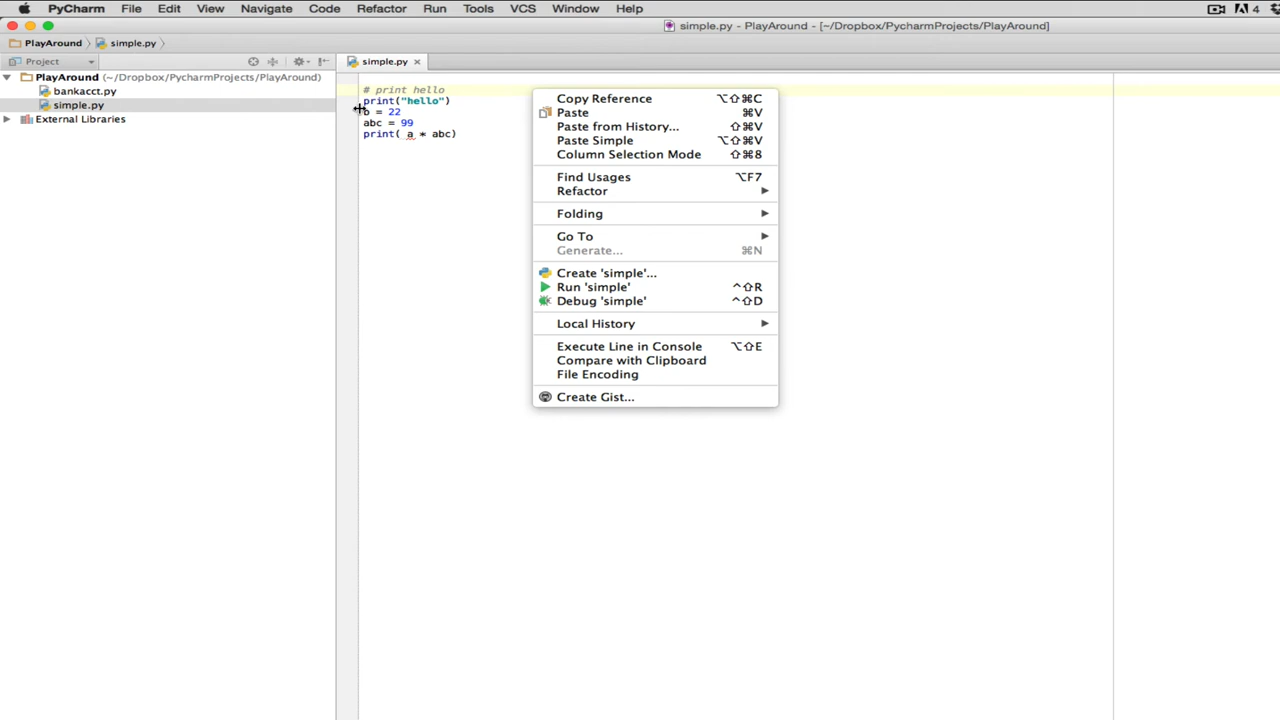 PyCharm File Edit View Navigate Code Refactor Run Tools VCS Window Help 4
simple.py - PlayAround - [~/Dropbox/PycharmProjects/PlayAround]
PlayAround simple.py
Project simple.py
PlayAround (~/Dropbox/PycharmProjects/PlayAround)
bankacct.py
simple.py
External Libraries
# print hello
print("hello")
b = 22
abc = 99
print( a * abc)
Copy Reference ⌥⇧⌘C
Paste ⌘V
Paste from History... ⇧⌘V
Paste Simple ⌥⇧⌘V
Column Selection Mode ⇧⌘8
Find Usages ⌥F7
Refactor
Folding
Go To
Generate... ⌘N
Create 'simple'...
Run 'simple' ^⇧R
Debug 'simple' ^⇧D
Local History
Execute Line in Console ⌥⇧E
Compare with Clipboard
File Encoding
Create Gist...